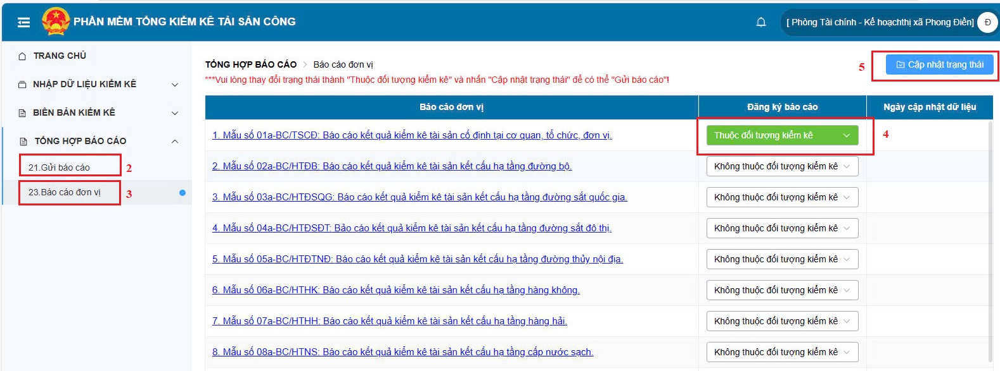 PHẦN MỀM TỔNG KIỂM KÊ TÀI SẢN CÔNG
[ Phòng Tài chính - Kế hoạchthị xã Phong Điền]
Đ
TRANG CHỦ
NHẬP DỮ LIỆU KIỂM KÊ
BIÊN BẢN KIỂM KÊ
TỔNG HỢP BÁO CÁO
21.Gửi báo cáo
2
23.Báo cáo đơn vị
3
TỔNG HỢP BÁO CÁO > Báo cáo đơn vị
5
Cập nhật trạng thái
***Vui lòng thay đổi trạng thái thành "Thuộc đối tượng kiểm kê" và nhấn "Cập nhật trạng thái" để có thể "Gửi báo cáo"!
Báo cáo đơn vị
Đăng ký báo cáo
Ngày cập nhật dữ liệu
1. Mẫu số 01a-BC/TSCĐ: Báo cáo kết quả kiểm kê tài sản cố định tại cơ quan, tổ chức, đơn vị.
Thuộc đối tượng kiểm kê
4
2. Mẫu số 02a-BC/HTĐB: Báo cáo kết quả kiểm kê tài sản kết cấu hạ tầng đường bộ.
Không thuộc đối tượng kiểm kê
3. Mẫu số 03a-BC/HTĐSQG: Báo cáo kết quả kiểm kê tài sản kết cấu hạ tầng đường sắt quốc gia.
Không thuộc đối tượng kiểm kê
4. Mẫu số 04a-BC/HTĐSĐT: Bảo cáo kết quả kiểm kê tài sản kết cấu hạ tầng đường sắt đô thị.
Không thuộc đối tượng kiểm kê
5. Mẫu số 05a-BC/HTĐTNĐ: Báo cáo kết quả kiểm kê tài sản kết cấu hạ tầng đường thủy nội địa.
Không thuộc đối tượng kiểm kê
6. Mẫu số 06a-BC/HTHK: Báo cáo kết quả kiểm kê tài sản kết cấu hạ tầng hàng không.
Không thuộc đối tượng kiểm kê
7. Mẫu số 07a-BC/HTHH: Báo cáo kết quả kiểm kê tài sản kết cấu hạ tầng hàng hải.
Không thuộc đối tượng kiểm kê
8. Mẫu số 08a-BC/HTNS: Báo cáo kết quả kiểm kê tài sản kết cấu hạ tầng cấp nước sạch.
Không thuộc đối tượng kiểm kê